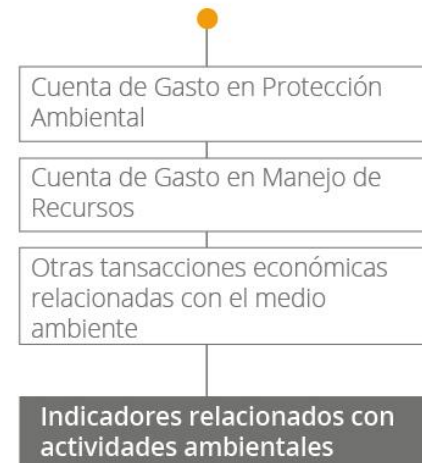 Cuenta de Gasto en Protección
Ambiental
Cuenta de Gasto en Manejo de
Recursos
Otras tansacciones económicas
relacionadas con el medio
ambiente
Indicadores relacionados con
actividades ambientales